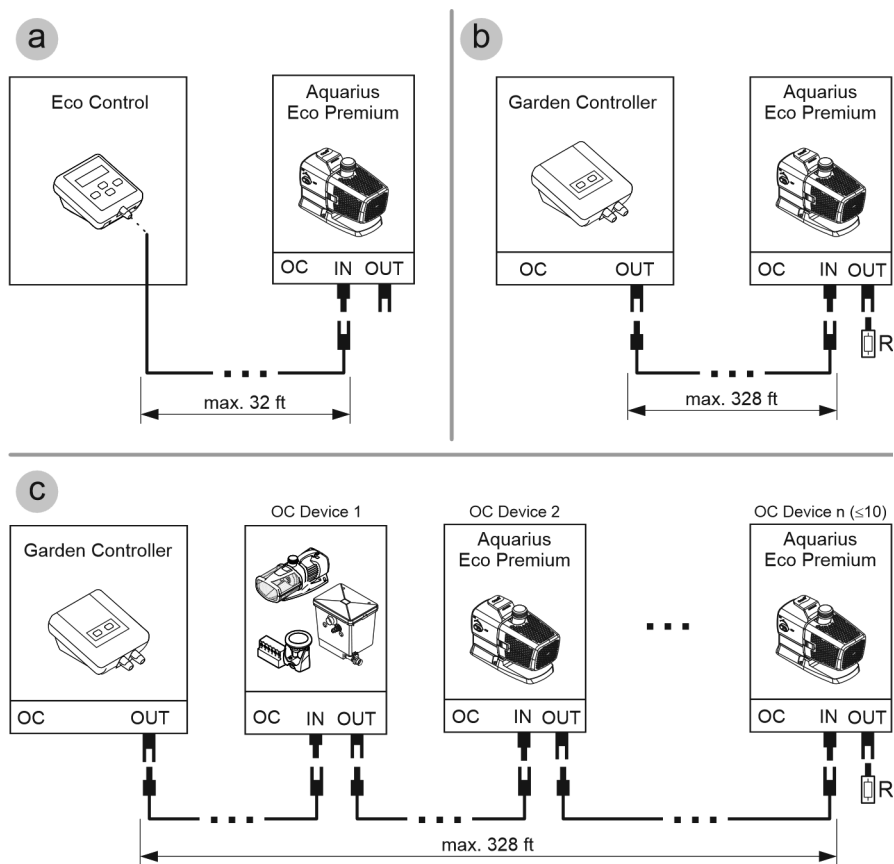 a
Eco Control
Aquarius
Eco Premium
OC IN OUT
max. 32 ft
b
Garden Controller
OC OUT
Aquarius
Eco Premium
OC IN OUT
R
max. 328 ft
c
Garden Controller
OC OUT
OC Device 1
OC IN OUT
OC Device 2
Aquarius
Eco Premium
OC IN OUT
OC Device n (≤10)
Aquarius
Eco Premium
OC IN OUT
R
max. 328 ft